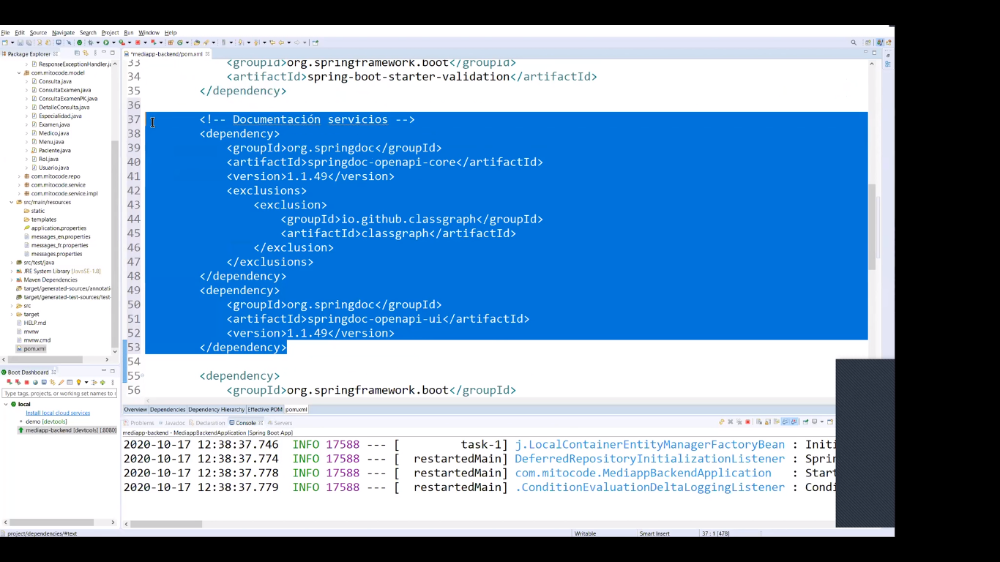 File Edit Source Navigate Search Project Run Window Help
Package Explorer
*mediapp-backend/pom.xml
ResponseExceptionHandler.j
com.mitocode.model
Consulta.java
ConsultaExamen.java
ConsultaExamenPK.java
DetalleConsulta.java
Especialidad.java
Examen.java
Medico.java
Menu.java
Paciente.java
Rol.java
Usuario.java
com.mitocode.repo
com.mitocode.service
com.mitocode.service.impl
src/main/resources
static
templates
application.properties
messages_en.properties
messages_fr.properties
messages.properties
src/test/java
JRE System Library [JavaSE-1.8]
Maven Dependencies
target/generated-sources/annotati
target/generated-test-sources/test-
src
target
HELP.md
mvnw
mvnw.cmd
pom.xml
33 <groupId>org.springframework.boot</groupId>
34 <artifactId>spring-boot-starter-validation</artifactId>
35 </dependency>
36
37 <!-- Documentación servicios -->
38 <dependency>
39 <groupId>org.springdoc</groupId>
40 <artifactId>springdoc-openapi-core</artifactId>
41 <version>1.1.49</version>
42 <exclusions>
43 <exclusion>
44 <groupId>io.github.classgraph</groupId>
45 <artifactId>classgraph</artifactId>
46 </exclusion>
47 </exclusions>
48 </dependency>
49 <dependency>
50 <groupId>org.springdoc</groupId>
51 <artifactId>springdoc-openapi-ui</artifactId>
52 <version>1.1.49</version>
53 </dependency>
54
55 <dependency>
56 <groupId>org.springframework.boot</groupId>
Overview Dependencies Dependency Hierarchy Effective POM pom.xml
Boot Dashboard
Type tags, projects, or working set names to
local
Install local cloud services
demo [devtools]
mediapp-backend [devtools] [:8080]
Problems Javadoc Declaration Console Servers
mediapp-backend - MediappBackendApplication [Spring Boot App]
2020-10-17 12:38:37.746 INFO 17588 --- [ task-1] j.LocalContainerEntityManagerFactoryBean : Initi
2020-10-17 12:38:37.774 INFO 17588 --- [ restartedMain] DeferredRepositoryInitializationListener : Sprin
2020-10-17 12:38:37.778 INFO 17588 --- [ restartedMain] com.mitocode.MediappBackendApplication : Start
2020-10-17 12:38:37.779 INFO 17588 --- [ restartedMain] .ConditionEvaluationDeltaLoggingListener : Condi
project/dependencies/#text
Writable
Smart Insert
37 : 1 [478]